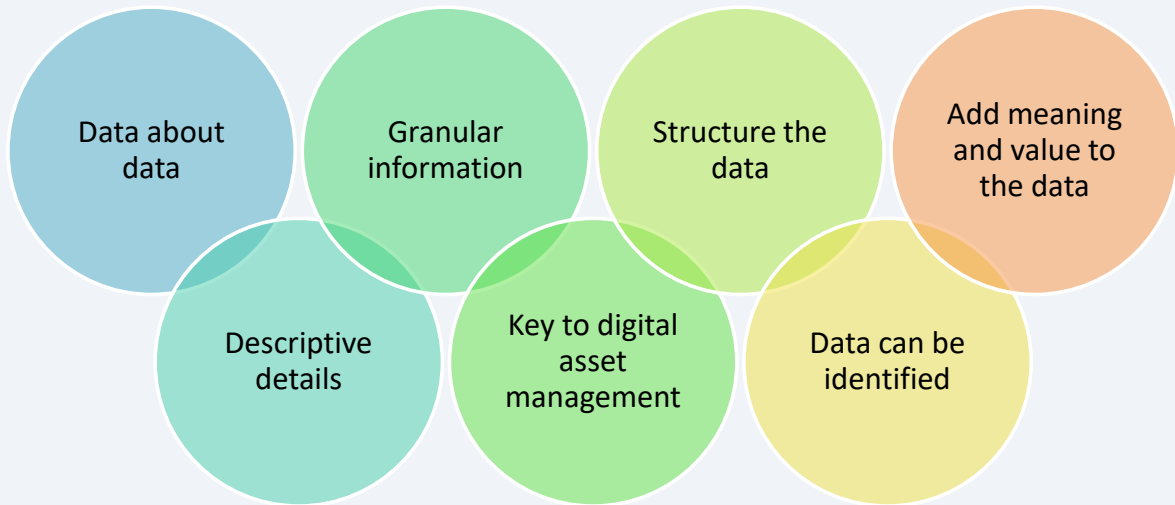 Data about
data
Granular
information
Structure the
data
Add meaning
and value to
the data
Descriptive
details
Key to digital
asset
management
Data can be
identified